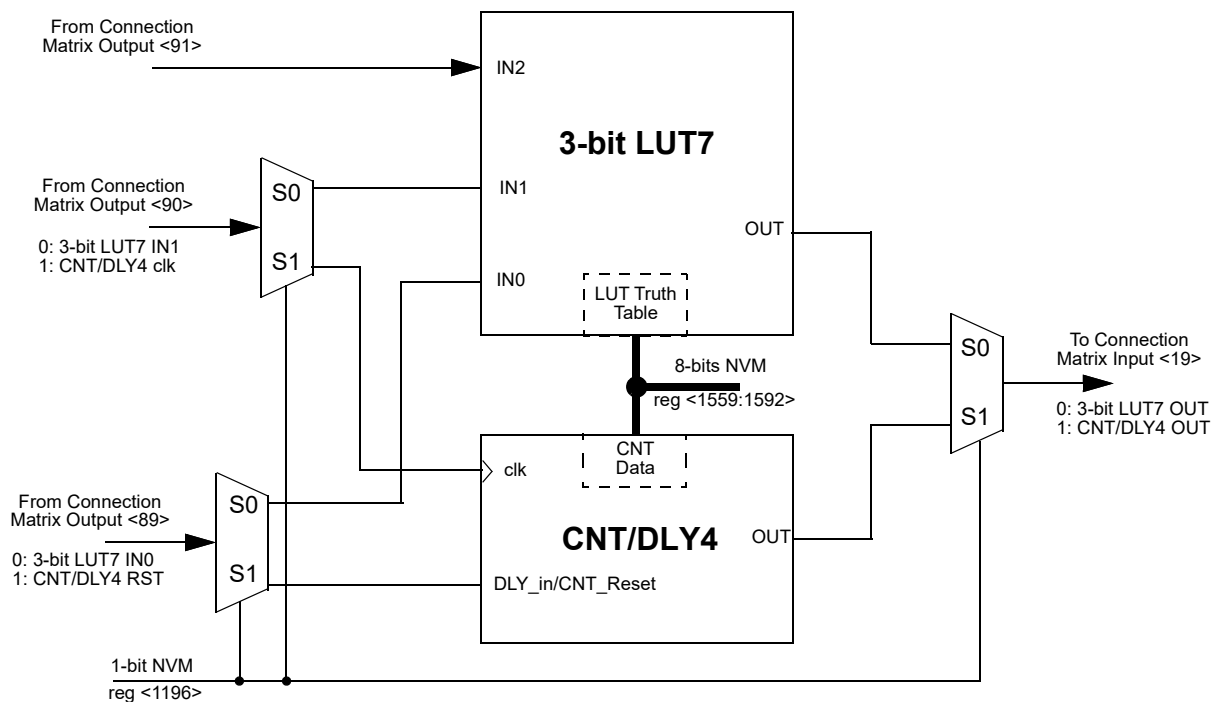 From Connection
Matrix Output <91>
IN2
3-bit LUT7
From Connection
Matrix Output <90>
S0
IN1
0: 3-bit LUT7 IN1
1: CNT/DLY4 clk
S1
OUT
IN0
LUT Truth
Table
8-bits NVM
reg <1559:1592>
S0
To Connection
Matrix Input <19>
S1
0: 3-bit LUT7 OUT
1: CNT/DLY4 OUT
CNT
Data
clk
From Connection
Matrix Output <89>
S0
CNT/DLY4
OUT
0: 3-bit LUT7 IN0
1: CNT/DLY4 RST
S1
DLY_in/CNT_Reset
1-bit NVM
reg <1196>